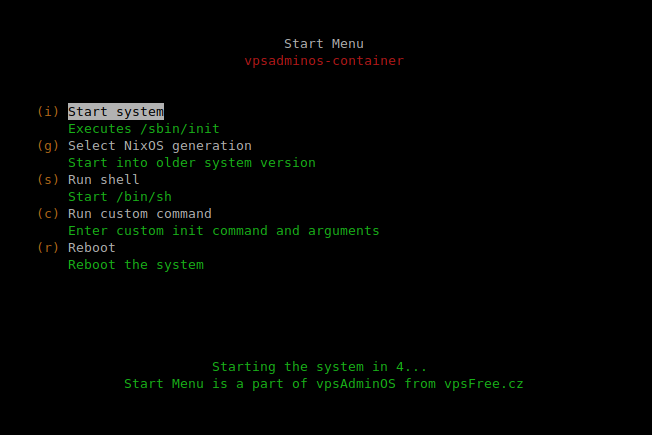 Start Menu
vpsadminos-container
(i) Start system
Executes /sbin/init
(g) Select NixOS generation
Start into older system version
(s) Run shell
Start /bin/sh
(c) Run custom command
Enter custom init command and arguments
(r) Reboot
Reboot the system
Starting the system in 4...
Start Menu is a part of vpsAdminOS from vpsFree.cz